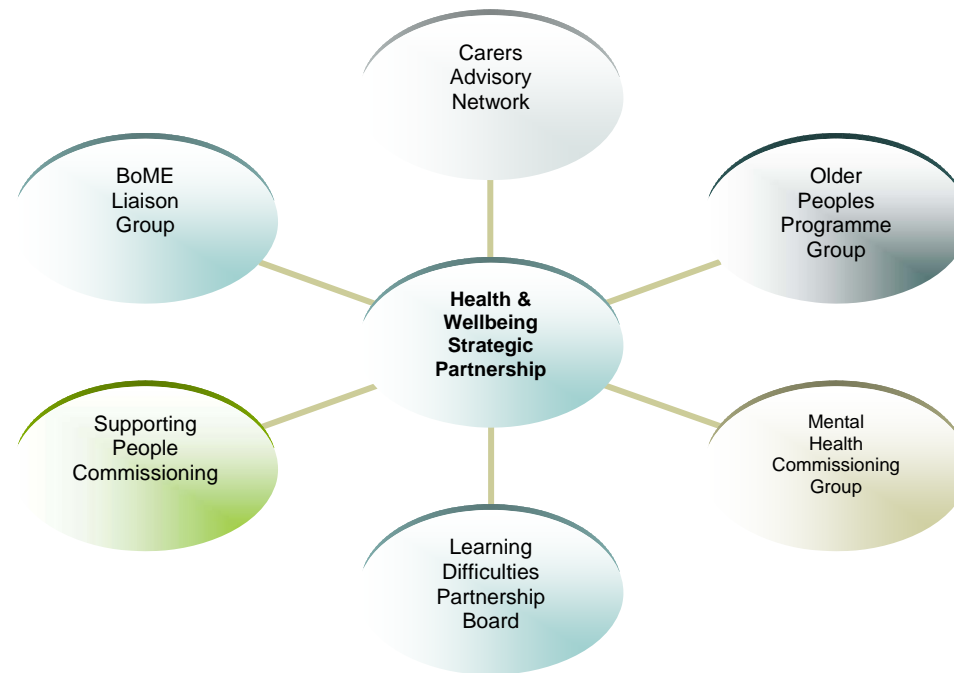 Carers
Advisory
Network
BoME
Liaison
Group
Older
Peoples
Programme
Group
Health &
Wellbeing
Strategic
Partnership
Supporting
People
Commissioning
Mental
Health
Commissioning
Group
Learning
Difficulties
Partnership
Board